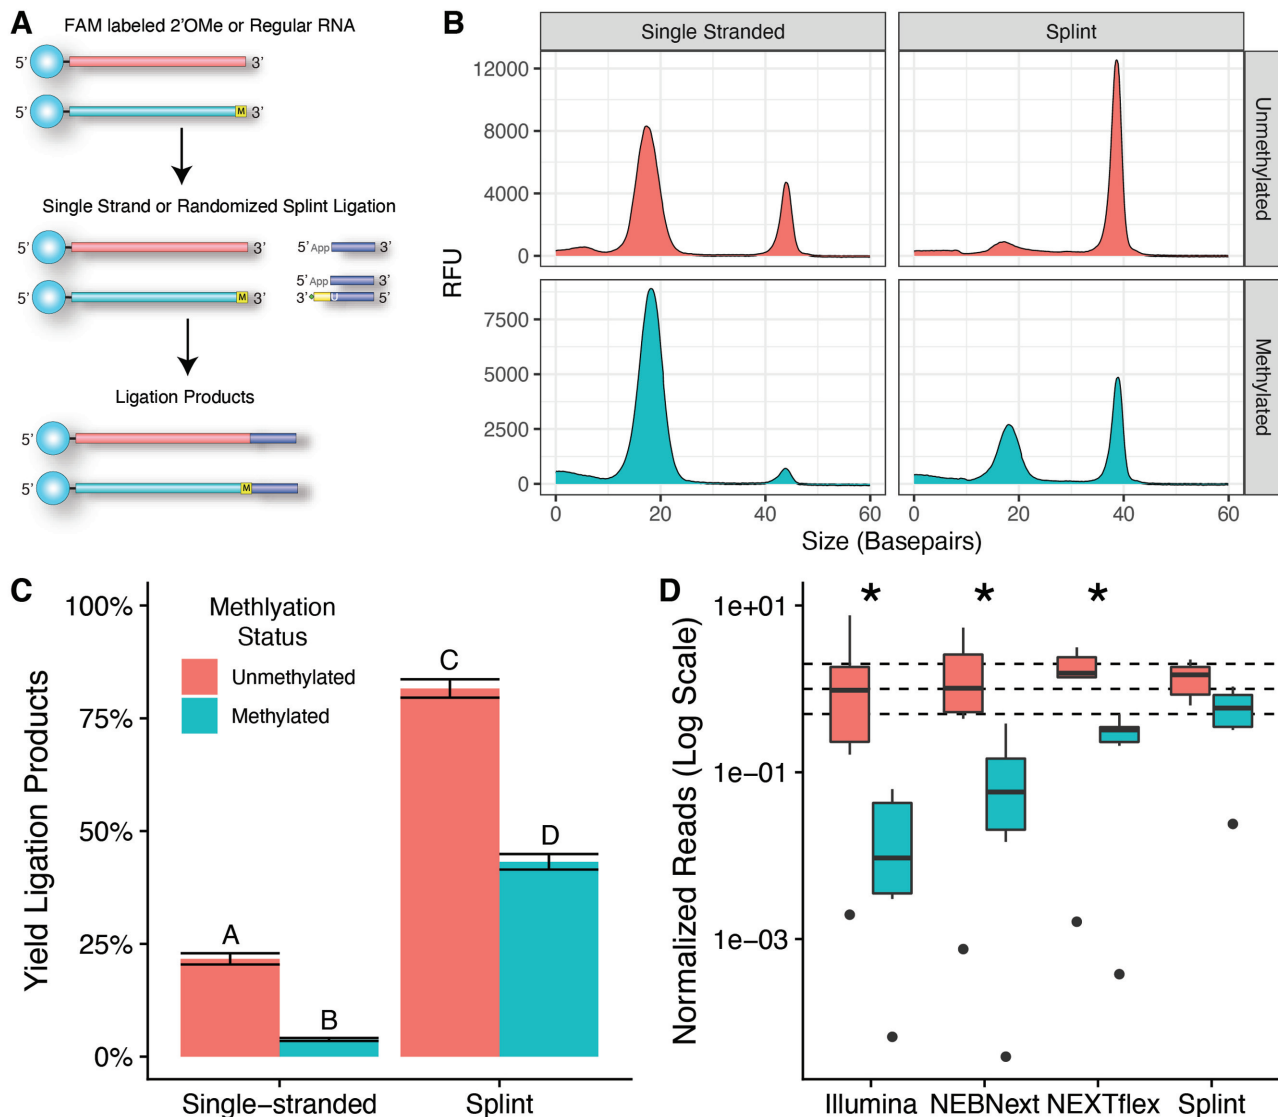 A
FAM labeled 2'OMe or Regular RNA
5' 3'
5' M 3'
Single Strand or Randomized Splint Ligation
5' 3' 5' App 3'
5' App 3'
5' M 3' 3' U 5'
Ligation Products
5'
5' M
B
Single Stranded Splint
12000
8000
4000
0
Unmethylated
RFU
7500
5000
2500
0
Methylated
0 20 40 60 0 20 40 60
Size (Basepairs)
C
100%
75%
50%
25%
0%
Yield Ligation Products
Methlyation
Status
Unmethylated
Methylated
A
B
C
D
Single-stranded Splint
D
* * *
1e+01
1e-01
1e-03
Normalized Reads (Log Scale)
Illumina NEBNext NEXTflex Splint